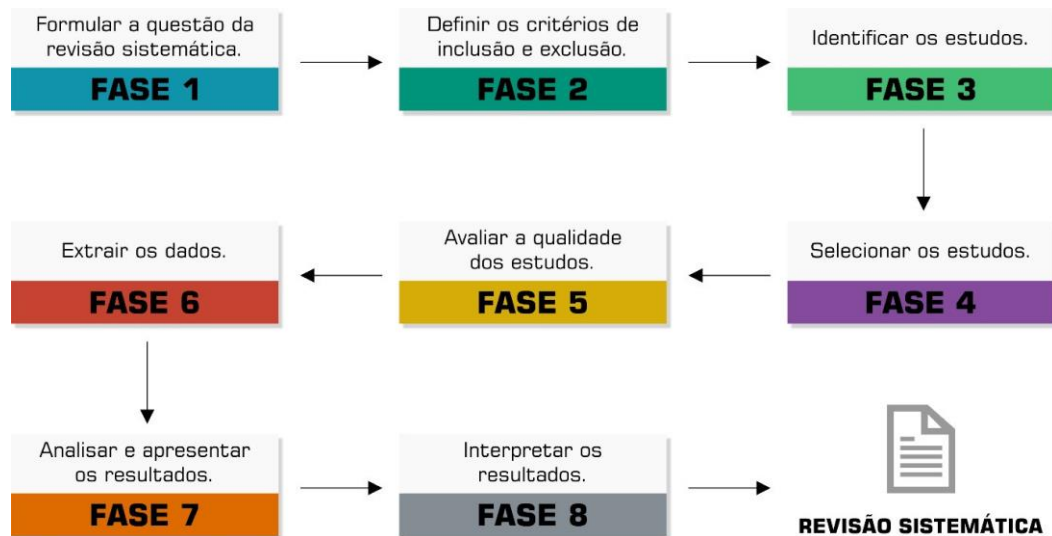 Formular a questão da
revisão sistemática.
FASE 1
Definir os critérios de
inclusão e exclusão.
FASE 2
Identificar os estudos.
FASE 3
Selecionar os estudos.
FASE 4
Avaliar a qualidade
dos estudos.
FASE 5
Extrair os dados.
FASE 6
Analisar e apresentar
os resultados.
FASE 7
Interpretar os
resultados.
FASE 8
REVISÃO SISTEMÁTICA